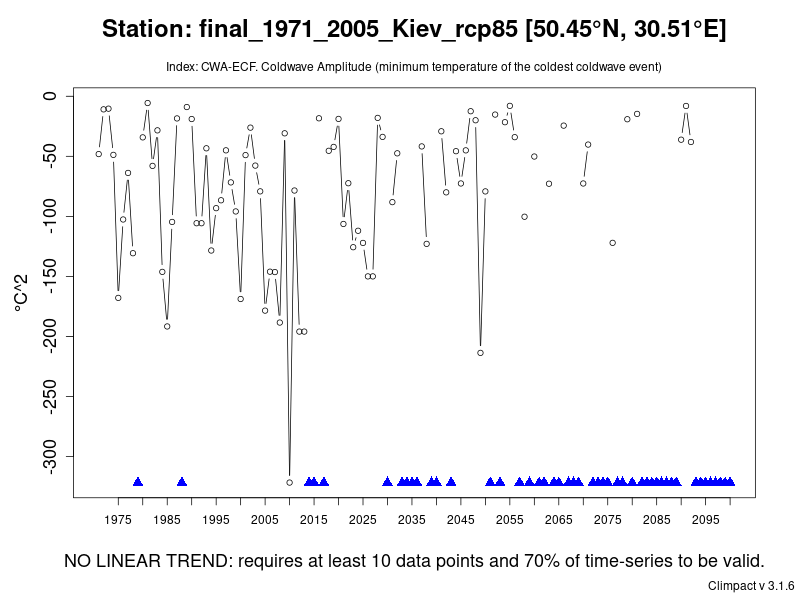 Station: final_1971_2005_Kiev_rcp85 [50.45°N, 30.51°E]
Index: CWA-ECF. Coldwave Amplitude (minimum temperature of the coldest coldwave event)
0
-50
-100
-150
-200
-250
-300
°C^2
1975 1985 1995 2005 2015 2025 2035 2045 2055 2065 2075 2085 2095
NO LINEAR TREND: requires at least 10 data points and 70% of time-series to be valid.
Climpact v 3.1.6